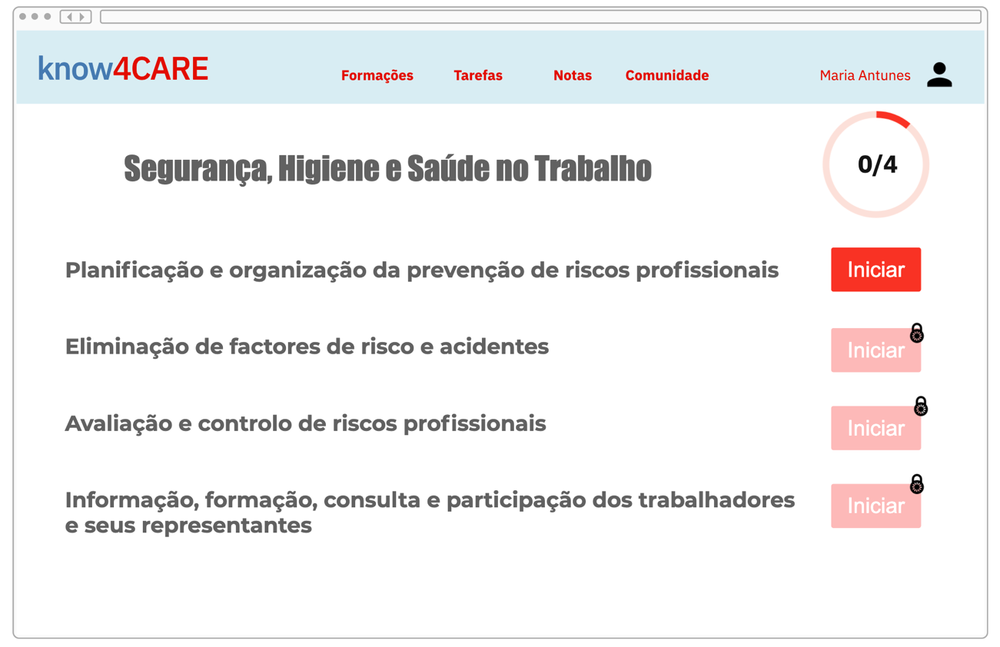 know4CARE
Formações Tarefas Notas Comunidade Maria Antunes
Segurança, Higiene e Saúde no Trabalho
0/4
Planificação e organização da prevenção de riscos profissionais
Iniciar
Eliminação de factores de risco e acidentes
Iniciar
Avaliação e controlo de riscos profissionais
Iniciar
Informação, formação, consulta e participação dos trabalhadores
e seus representantes
Iniciar